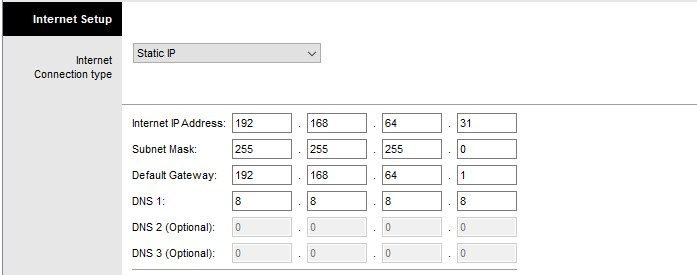 Internet Setup
Internet
Connection type
Static IP
Internet IP Address: 192 . 168 . 64 . 31
Subnet Mask: 255 . 255 . 255 . 0
Default Gateway: 192 . 168 . 64 . 1
DNS 1: 8 . 8 . 8 . 8
DNS 2 (Optional): 0 . 0 . 0 . 0
DNS 3 (Optional): 0 . 0 . 0 . 0